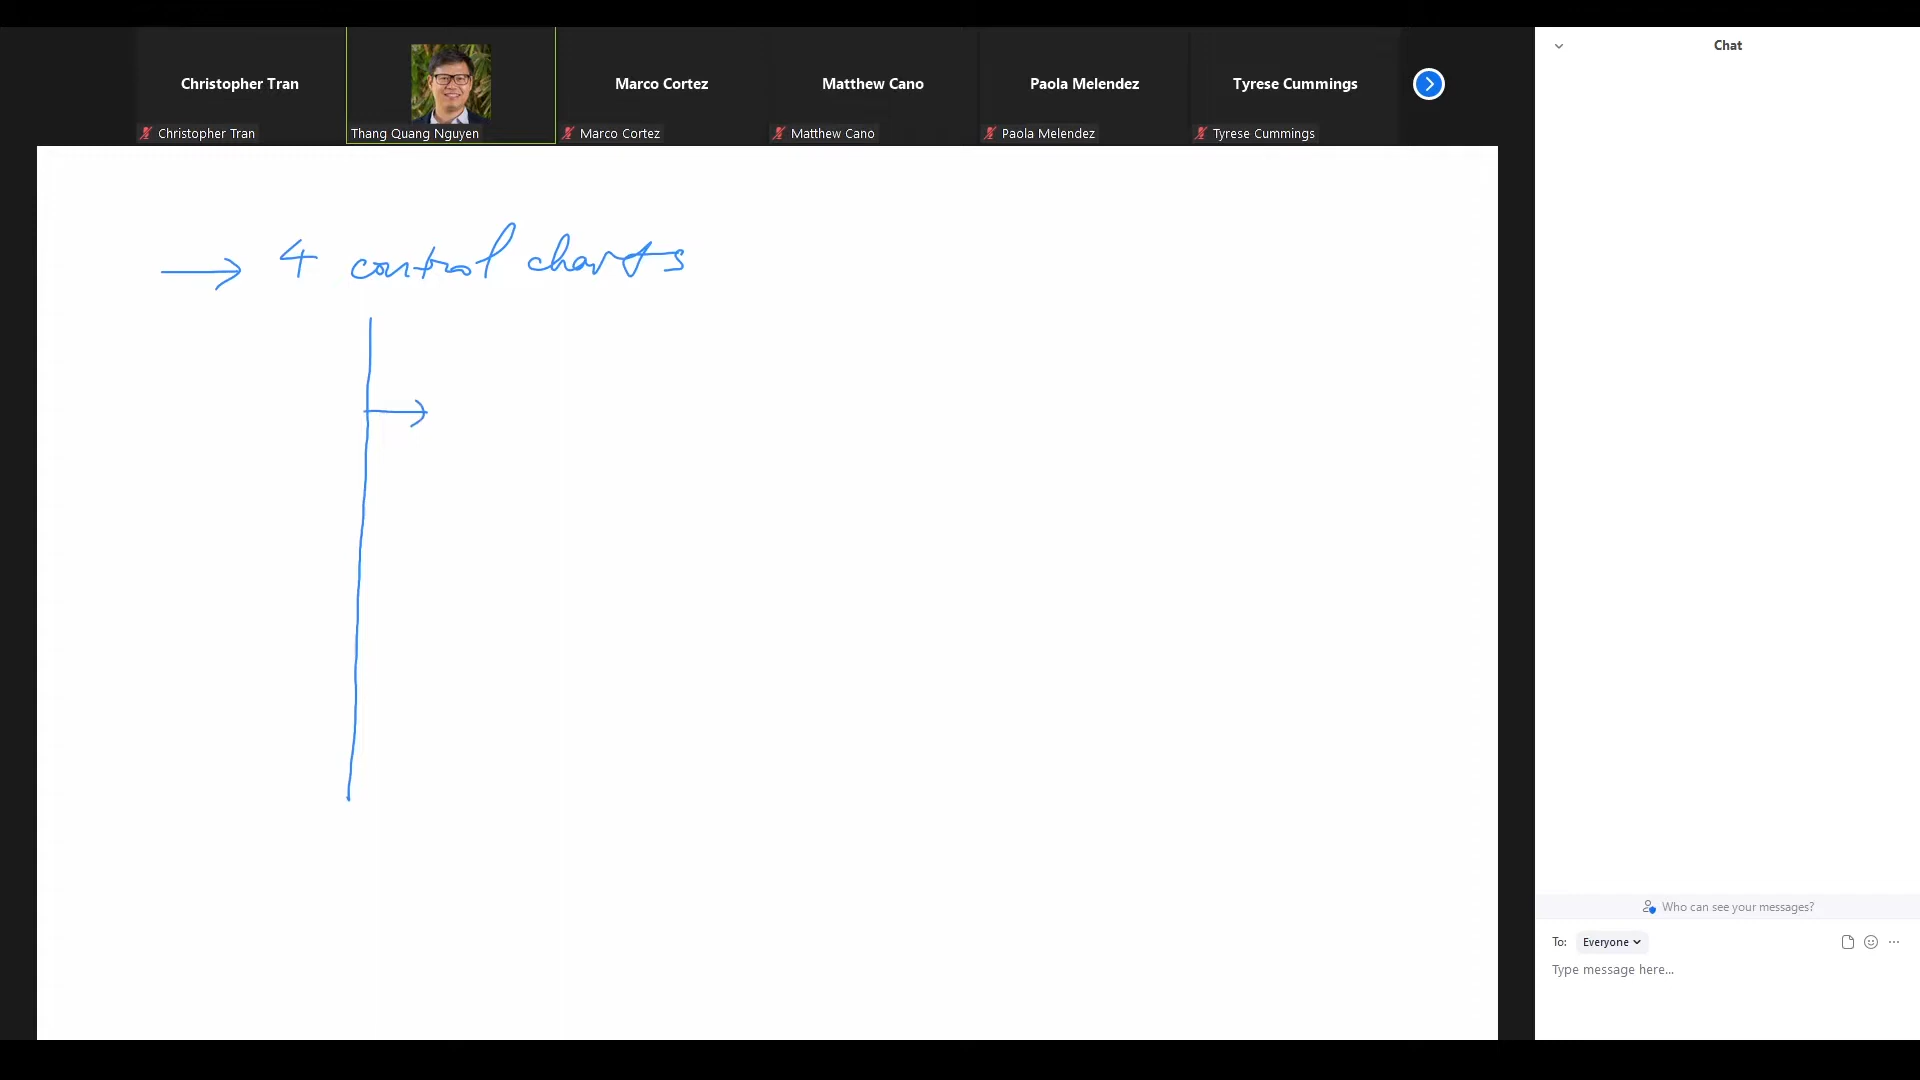 Chat
Christopher Tran
Marco Cortez
Matthew Cano
Paola Melendez
Tyrese Cummings
Christopher Tran
Thang Quang Nguyen
Marco Cortez
Matthew Cano
Paola Melendez
Tyrese Cummings
→ 4 control charts
Who can see your messages?
To: Everyone
Type message here...